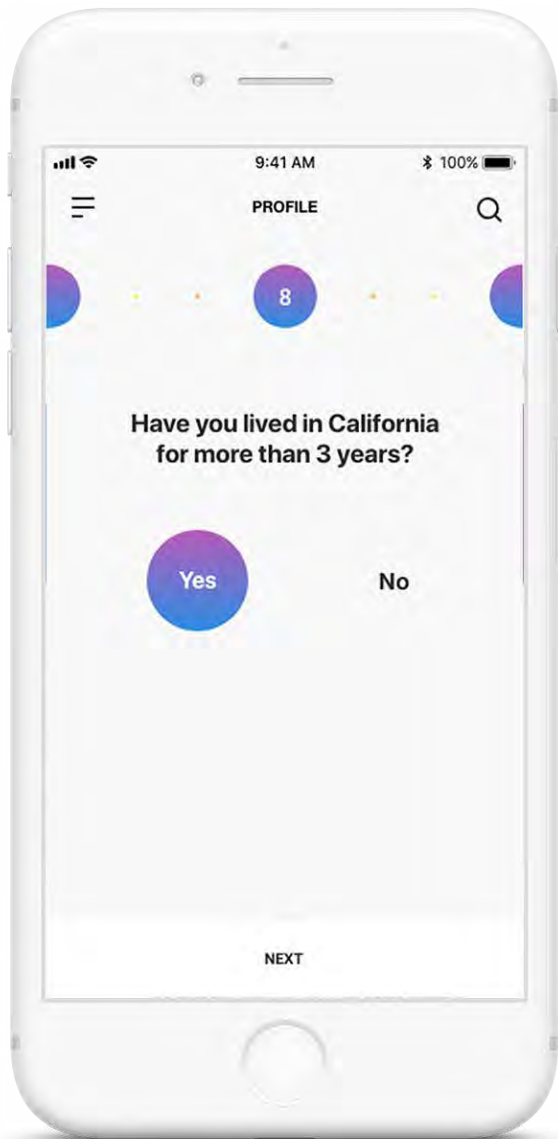 9:41 AM 100%
PROFILE
8
Have you lived in California
for more than 3 years?
Yes No
NEXT